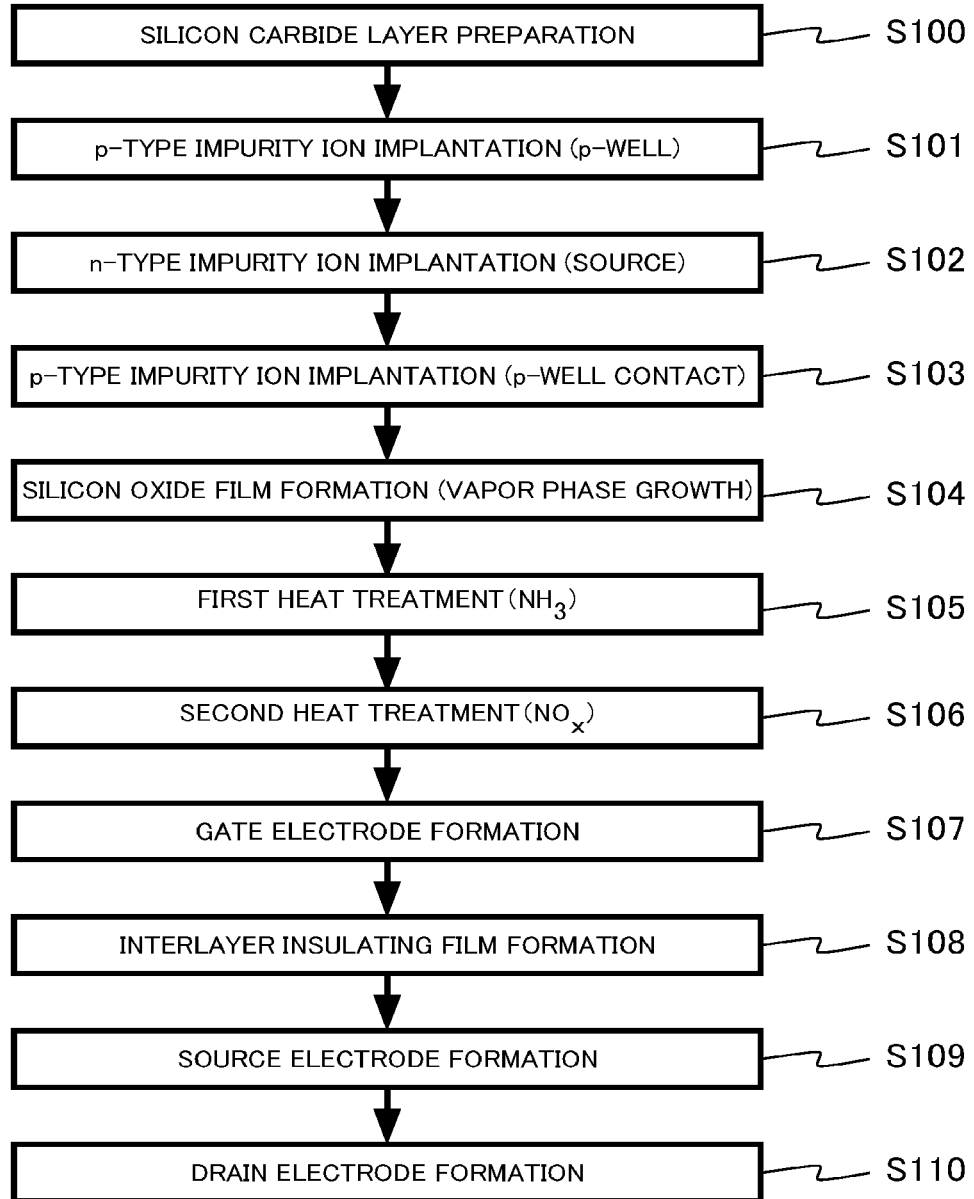 SILICON CARBIDE LAYER PREPARATION S100
p-TYPE IMPURITY ION IMPLANTATION (p-WELL) S101
n-TYPE IMPURITY ION IMPLANTATION (SOURCE) S102
p-TYPE IMPURITY ION IMPLANTATION (p-WELL CONTACT) S103
SILICON OXIDE FILM FORMATION (VAPOR PHASE GROWTH) S104
FIRST HEAT TREATMENT (NH3) S105
SECOND HEAT TREATMENT (NOx) S106
GATE ELECTRODE FORMATION S107
INTERLAYER INSULATING FILM FORMATION S108
SOURCE ELECTRODE FORMATION S109
DRAIN ELECTRODE FORMATION S110